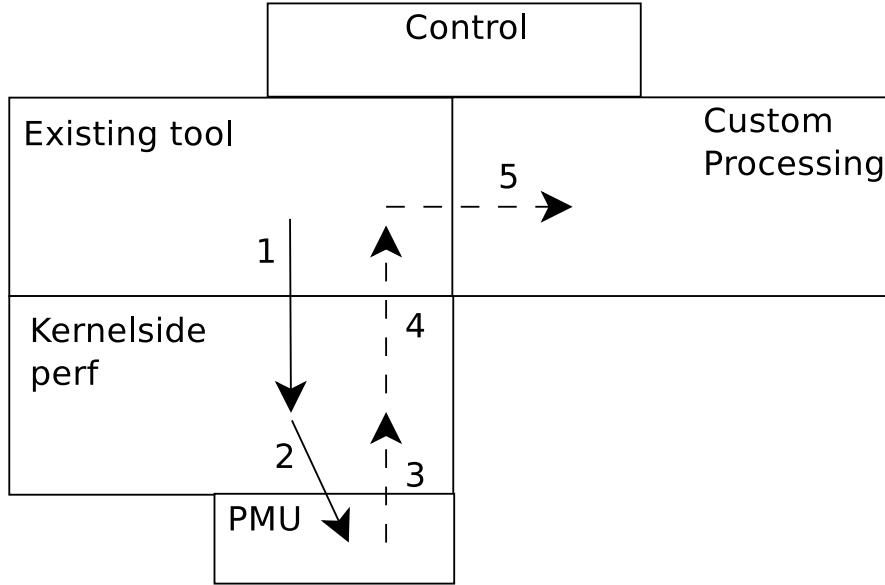 Control
Existing tool
Custom
Processing
5
1
Kernelside
perf
4
2
3
PMU